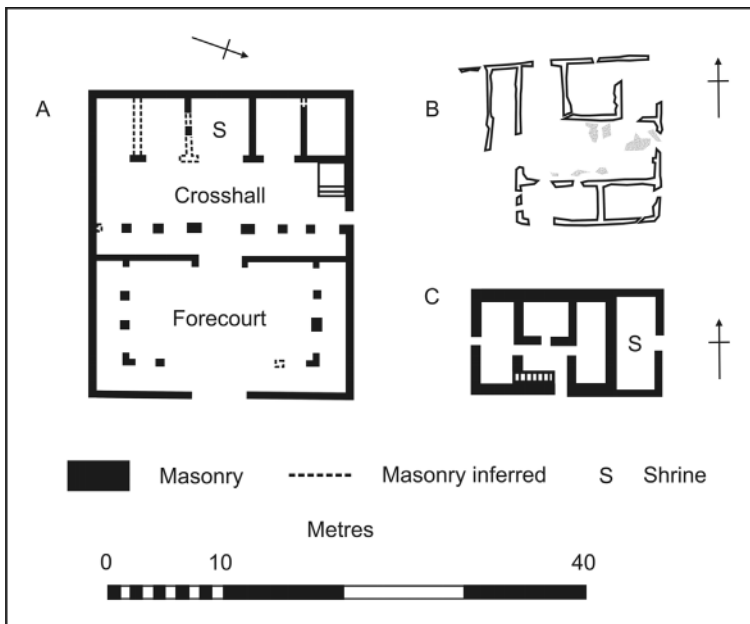 A
S
Crosshall
Forecourt
B
C
S
Masonry
Masonry inferred
S Shrine
Metres
0 10 40